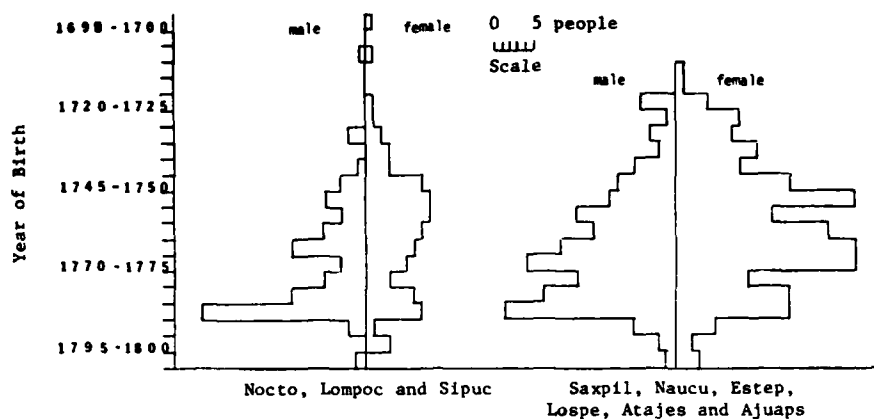 1698-1700
male female
0 5 people
Scale
male female
1720-1725
1745-1750
1770-1775
1795-1800
Year of Birth
Nocto, Lompoc and Sipuc
Saxpil, Naucu, Estep,
Lospe, Atajes and Ajuaps